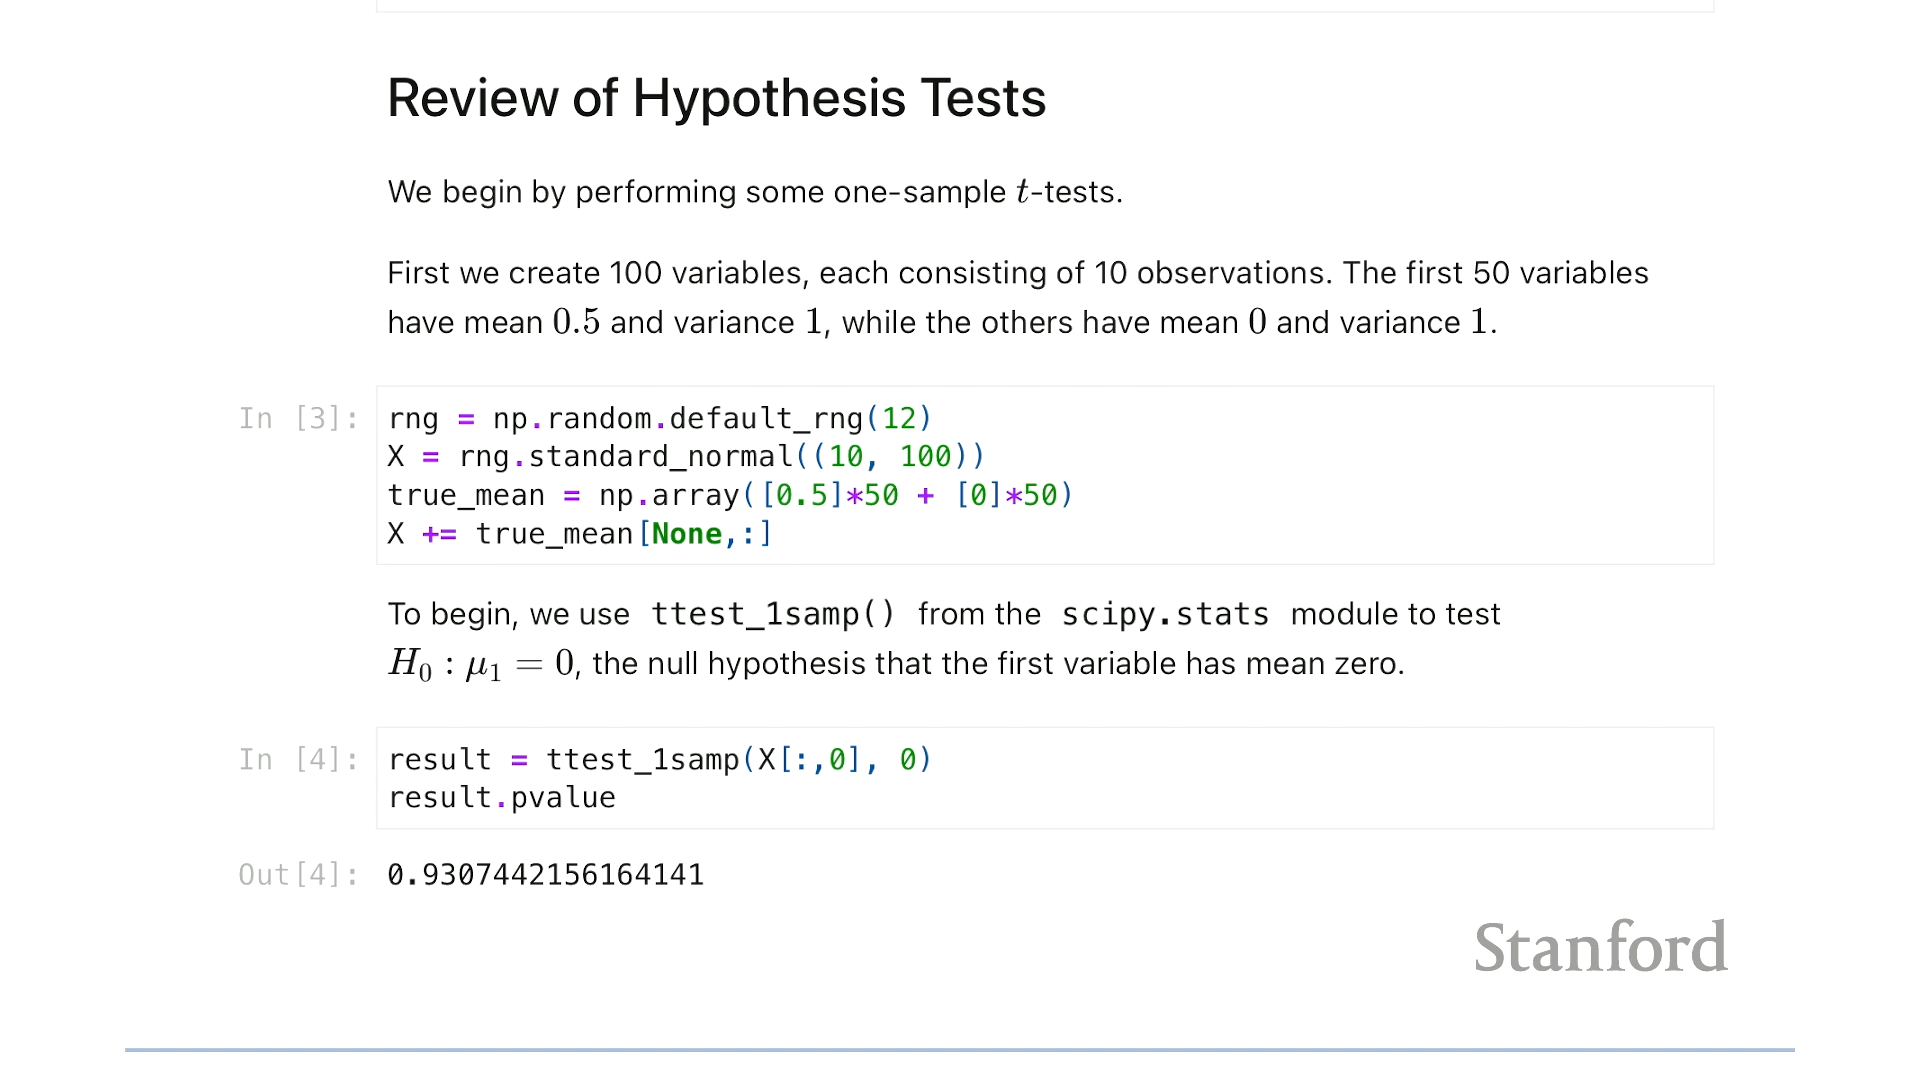 Review of Hypothesis Tests
We begin by performing some one-sample t-tests.
First we create 100 variables, each consisting of 10 observations. The first 50 variables
have mean 0.5 and variance 1, while the others have mean 0 and variance 1.
In [3]: rng = np.random.default_rng(12)
X = rng.standard_normal((10, 100))
true_mean = np.array([0.5]*50 + [0]*50)
X += true_mean[None,:]
To begin, we use ttest_1samp() from the scipy.stats module to test
H₀ : μ₁ = 0, the null hypothesis that the first variable has mean zero.
In [4]: result = ttest_1samp(X[:,0], 0)
result.pvalue
Out[4]: 0.9307442156164141
Stanford